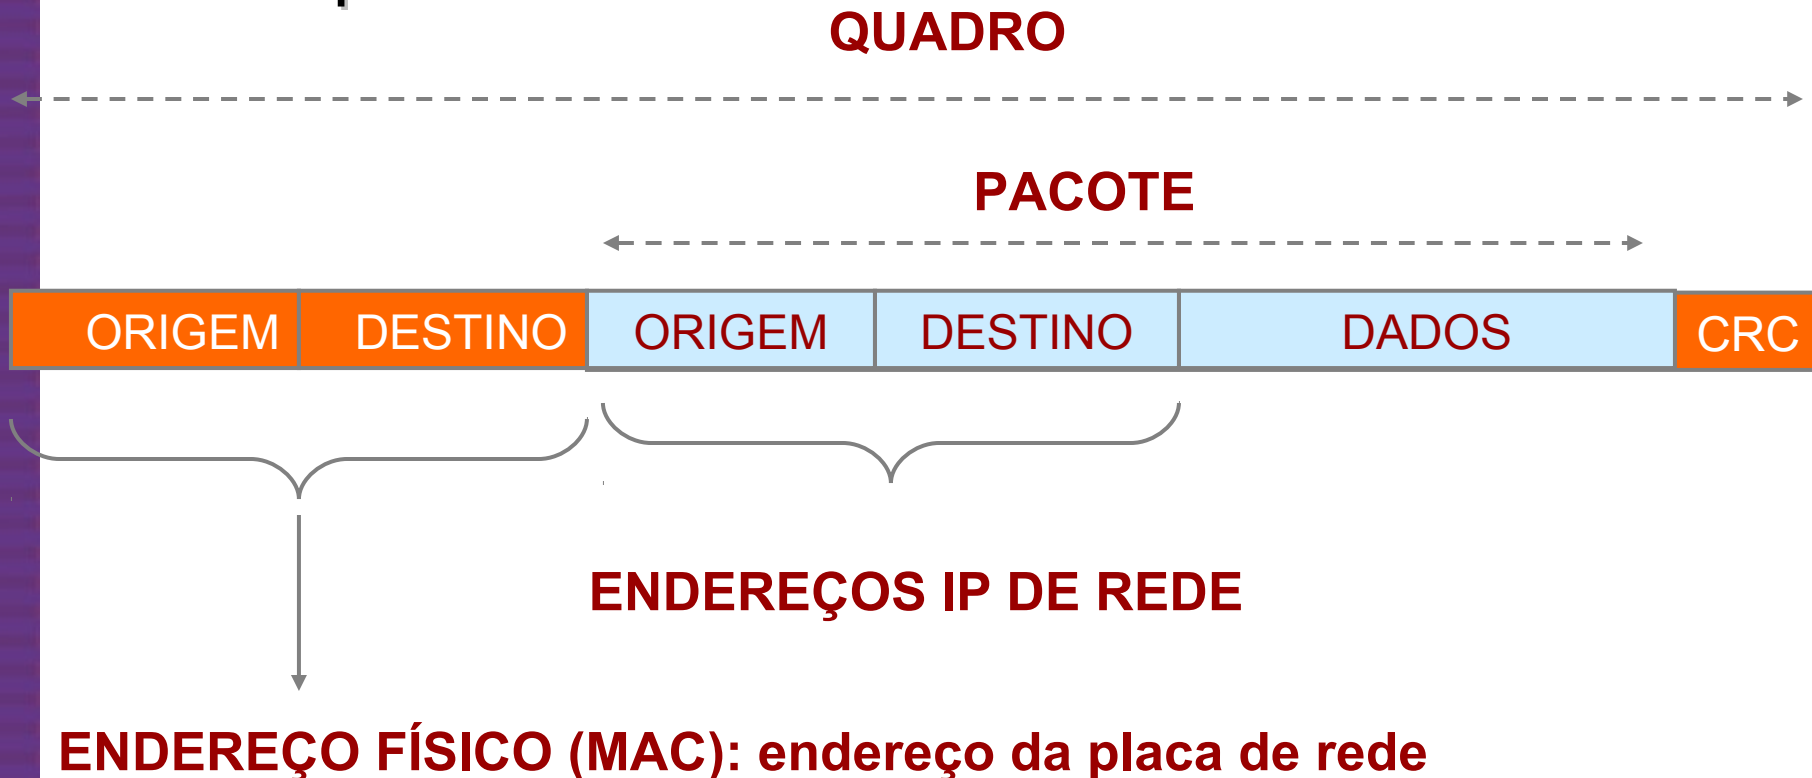 QUADRO
PACOTE
ORIGEM DESTINO ORIGEM DESTINO DADOS CRC
ENDEREÇOS IP DE REDE
ENDEREÇO FÍSICO (MAC): endereço da placa de rede